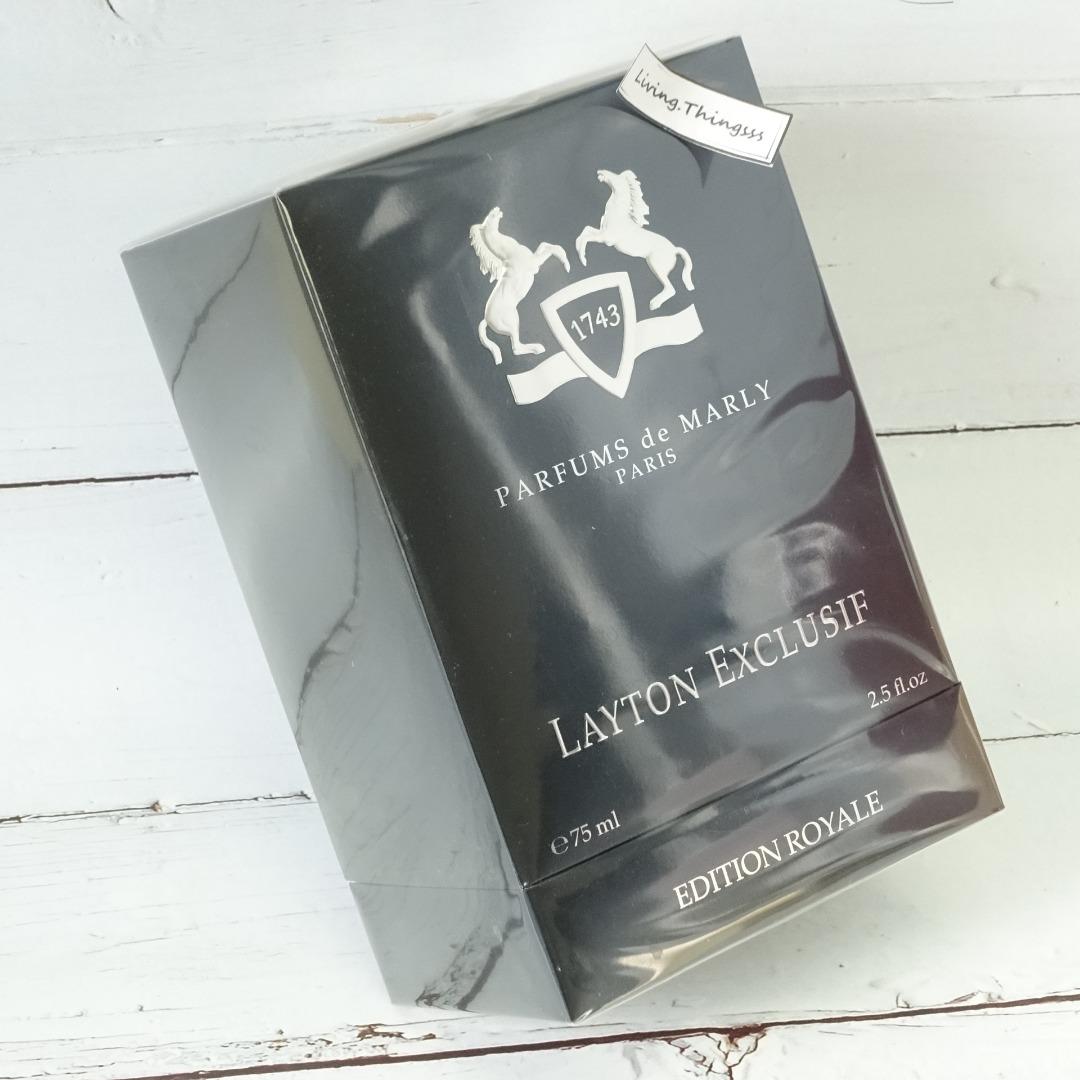 Living.Thingsss
1743
PARFUMS de MARLY
PARIS
LAYTON EXCLUSIF
2.5 fl.oz
℮75 ml
EDITION ROYALE